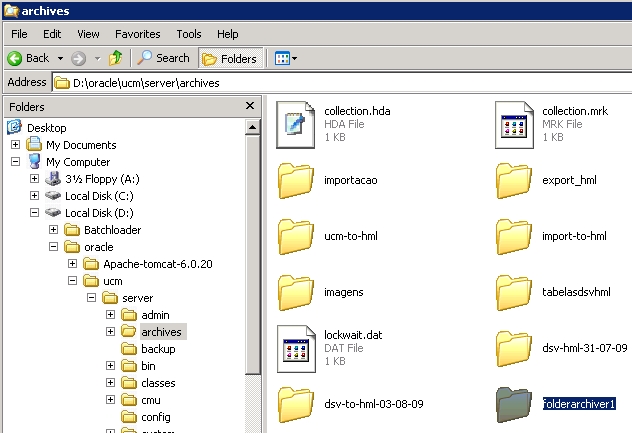 archives
File Edit View Favorites Tools Help
Back Search Folders
Address D:\oracle\ucm\server\archives
Folders
Desktop
My Documents
My Computer
3½ Floppy (A:)
Local Disk (C:)
Local Disk (D:)
Batchloader
oracle
Apache-tomcat-6.0.20
ucm
server
admin
archives
backup
bin
classes
cmu
config
collection.hda
HDA File
1 KB
collection.mrk
MRK File
1 KB
importacao
export_hml
ucm-to-hml
import-to-hml
imagens
tabelasdsvhml
lockwait.dat
DAT File
1 KB
dsv-hml-31-07-09
dsv-to-hml-03-08-09
folderarchiver1